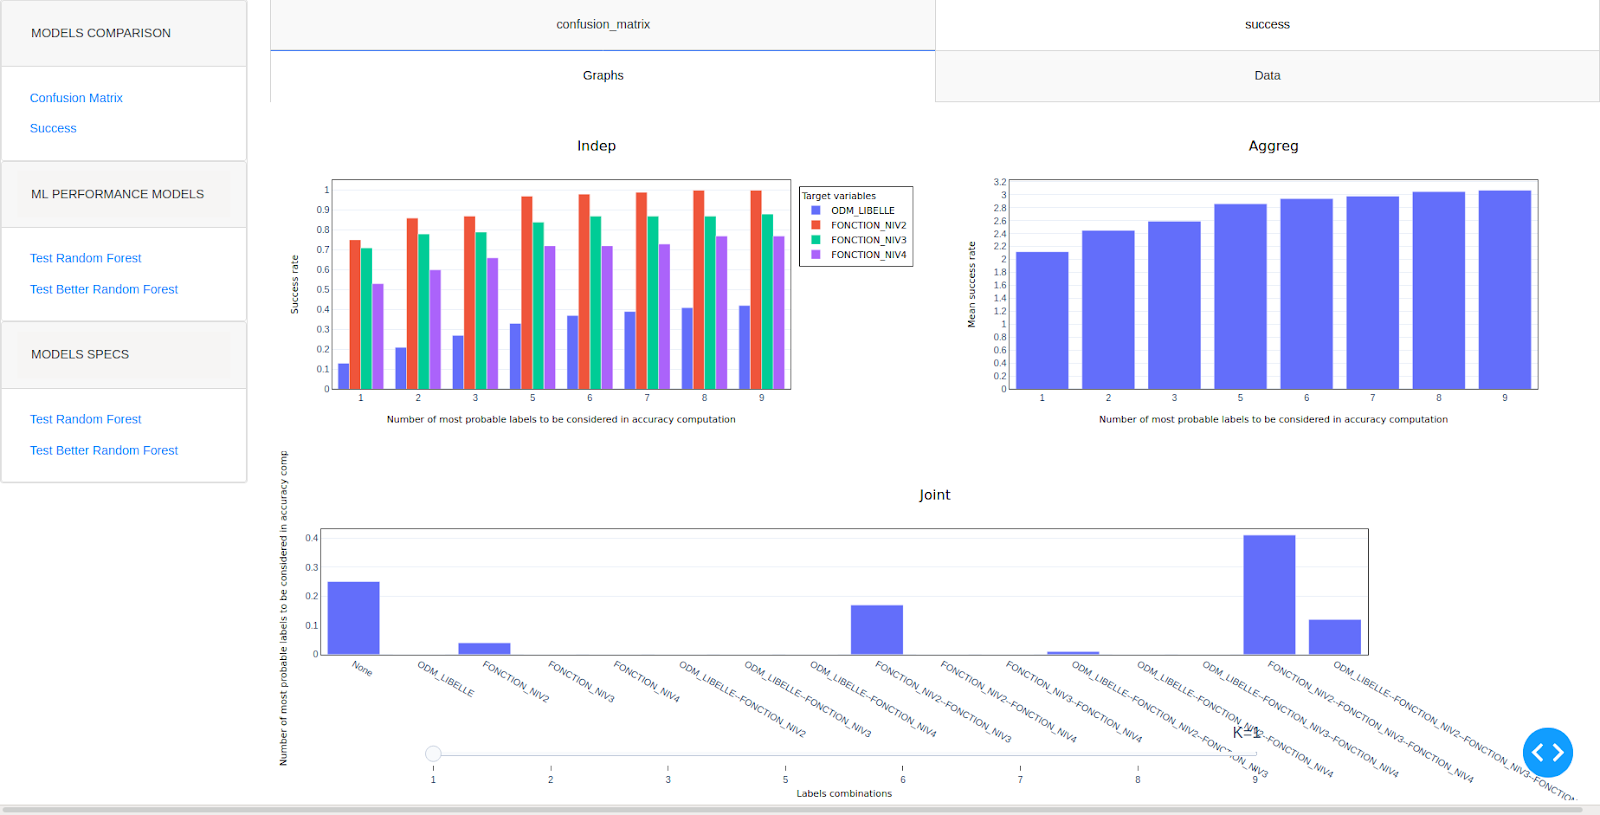 MODELS COMPARISON
Confusion Matrix
Success
ML PERFORMANCE MODELS
Test Random Forest
Test Better Random Forest
MODELS SPECS
Test Random Forest
Test Better Random Forest
confusion_matrix
success
Graphs
Data
Indep
Success rate
1
0.9
0.8
0.7
0.6
0.5
0.4
0.3
0.2
0.1
0
1 2 3 5 6 7 8 9
Number of most probable labels to be considered in accuracy computation
Target variables
ODM_LIBELLE
FONCTION_NIV2
FONCTION_NIV3
FONCTION_NIV4
Aggreg
Mean success rate
3.2
3
2.8
2.6
2.4
2.2
2
1.8
1.6
1.4
1.2
1
0.8
0.6
0.4
0.2
0
1 2 3 5 6 7 8 9
Number of most probable labels to be considered in accuracy computation
Joint
Number of most probable labels to be considered in accuracy comp
0.4
0.3
0.2
0.1
0
None
ODM_LIBELLE
FONCTION_NIV2
FONCTION_NIV3
FONCTION_NIV4
ODM_LIBELLE--FONCTION_NIV2
ODM_LIBELLE--FONCTION_NIV3
ODM_LIBELLE--FONCTION_NIV4
FONCTION_NIV2--FONCTION_NIV3
FONCTION_NIV2--FONCTION_NIV4
FONCTION_NIV3--FONCTION_NIV4
ODM_LIBELLE--FONCTION_NIV2--FONCTION_NIV3
ODM_LIBELLE--FONCTION_NIV2--FONCTION_NIV4
ODM_LIBELLE--FONCTION_NIV3--FONCTION_NIV4
FONCTION_NIV2--FONCTION_NIV3--FONCTION_NIV4
ODM_LIBELLE--FONCTION_NIV2--FONCTION_NIV3--FONCTION
K=1
1 2 3 5 6 7 8 9
Labels combinations